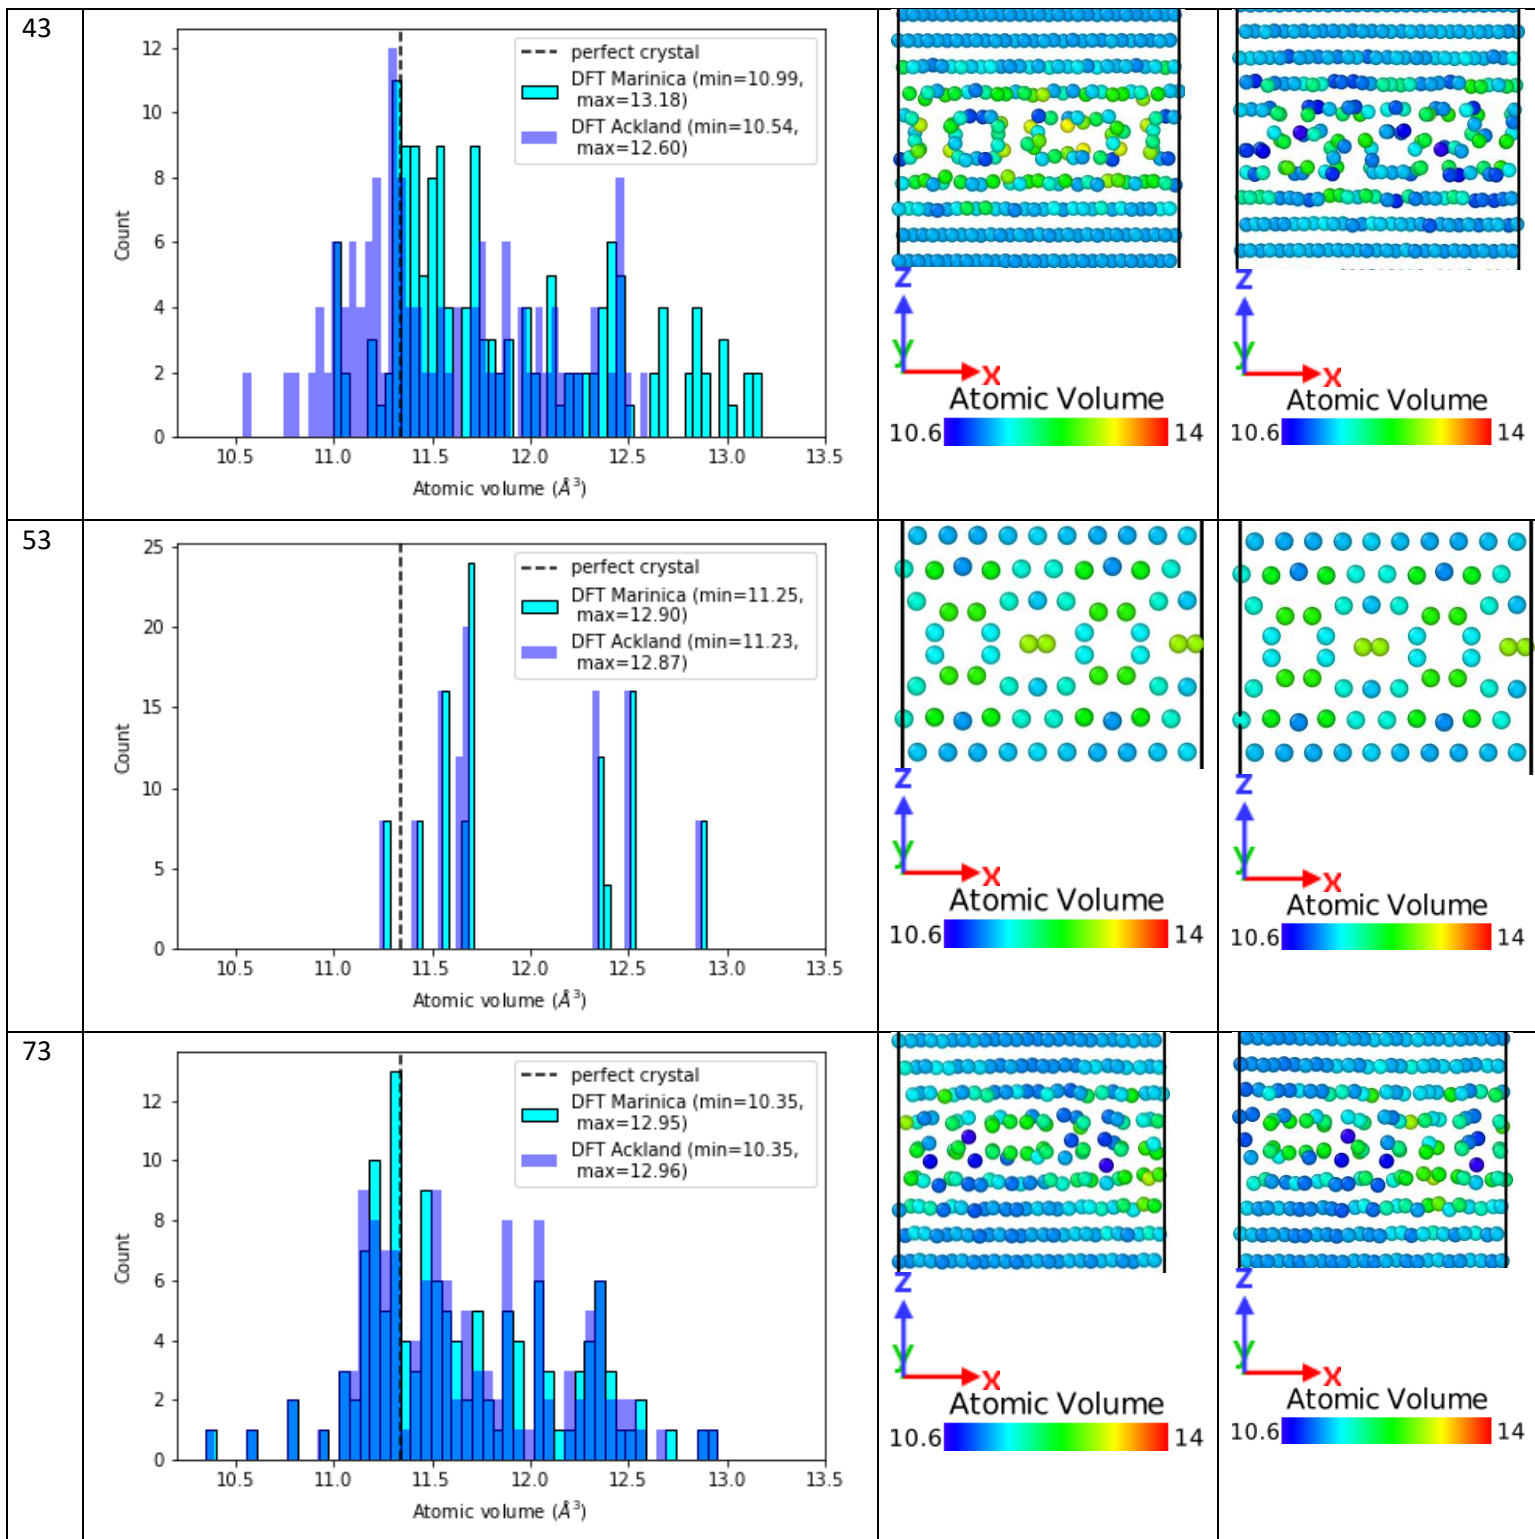 43
12
10
8
6
4
2
0
Count
perfect crystal
DFT Marinica (min=10.99,
max=13.18)
DFT Ackland (min=10.54,
max=12.60)
10.5 11.0 11.5 12.0 12.5 13.0 13.5
Atomic volume (Å³)
Z
y
X
Atomic Volume
10.6 14
Z
y
X
Atomic Volume
10.6 14
53
25
20
15
10
5
0
Count
perfect crystal
DFT Marinica (min=11.25,
max=12.90)
DFT Ackland (min=11.23,
max=12.87)
10.5 11.0 11.5 12.0 12.5 13.0 13.5
Atomic volume (Å³)
Z
y
X
Atomic Volume
10.6 14
Z
y
X
Atomic Volume
10.6 14
73
12
10
8
6
4
2
0
Count
perfect crystal
DFT Marinica (min=10.35,
max=12.95)
DFT Ackland (min=10.35,
max=12.96)
10.5 11.0 11.5 12.0 12.5 13.0 13.5
Atomic volume (Å³)
Z
y
X
Atomic Volume
10.6 14
Z
y
X
Atomic Volume
10.6 14